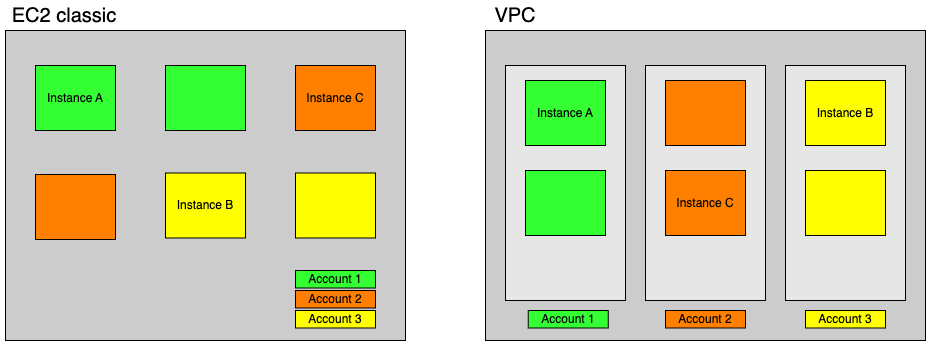 EC2 classic
Instance A
Instance C
Instance B
Account 1
Account 2
Account 3
VPC
Instance A
Instance B
Instance C
Account 1
Account 2
Account 3